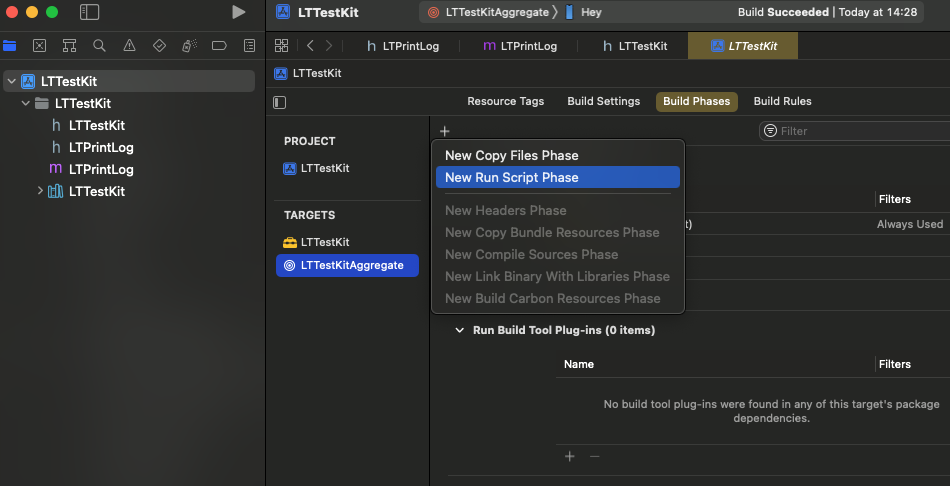 LTTestKit
LTTestKitAggregate 〉 Hey
Build Succeeded | Today at 14:28
h LTPrintLog
m LTPrintLog
h LTTestKit
LTTestKit
LTTestKit
LTTestKit
LTTestKit
h LTTestKit
h LTPrintLog
m LTPrintLog
LTTestKit
Resource Tags
Build Settings
Build Phases
Build Rules
PROJECT
LTTestKit
TARGETS
LTTestKit
LTTestKitAggregate
Filter
New Copy Files Phase
New Run Script Phase
New Headers Phase
New Copy Bundle Resources Phase
New Compile Sources Phase
New Link Binary With Libraries Phase
New Build Carbon Resources Phase
Filters
t)
Always Used
Run Build Tool Plug-ins (0 items)
Name
Filters
No build tool plug-ins were found in any of this target's package
dependencies.